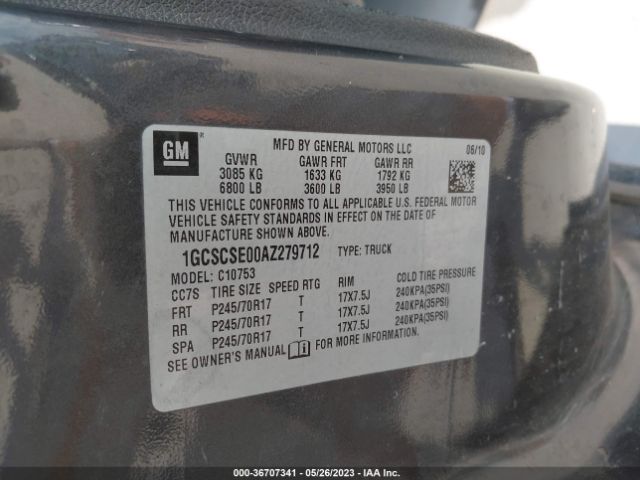 GM
MFD BY GENERAL MOTORS LLC 06/10
GVWR GAWR FRT GAWR RR
3085 KG 1633 KG 1792 KG
6800 LB 3600 LB 3950 LB
THIS VEHICLE CONFORMS TO ALL APPLICABLE U.S. FEDERAL MOTOR
VEHICLE SAFETY STANDARDS IN EFFECT ON THE DATE OF
MANUFACTURE SHOWN ABOVE.
1GCSCSE00AZ279712 TYPE: TRUCK
MODEL: C10753
CC7S TIRE SIZE SPEED RTG RIM COLD TIRE PRESSURE
FRT P245/70R17 T 17X7.5J 240KPA(35PSI)
RR P245/70R17 T 17X7.5J 240KPA(35PSI)
SPA P245/70R17 T 17X7.5J 240KPA(35PSI)
SEE OWNER'S MANUAL FOR MORE INFORMATION.
000-36707341 - 05/26/2023 - IAA Inc.